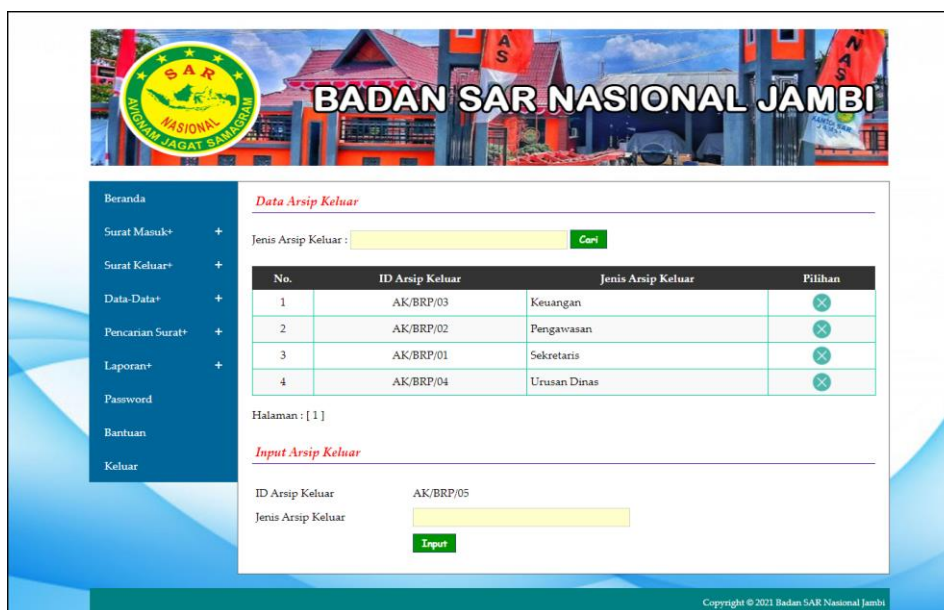 SAR
NASIONAL
AVIGNAM JAGAT SAMAGRAM
BADAN SAR NASIONAL JAMBI
Beranda
Surat Masuk+ +
Surat Keluar+ +
Data-Data+ +
Pencarian Surat+ +
Laporan+ +
Password
Bantuan
Keluar
Data Arsip Keluar
Jenis Arsip Keluar : Cari
No. ID Arsip Keluar Jenis Arsip Keluar Pilihan
1 AK/BRP/03 Keuangan
2 AK/BRP/02 Pengawasan
3 AK/BRP/01 Sekretaris
4 AK/BRP/04 Urusan Dinas
Halaman : [ 1 ]
Input Arsip Keluar
ID Arsip Keluar AK/BRP/05
Jenis Arsip Keluar
Input
Copyright © 2021 Badan SAR Nasional Jambi